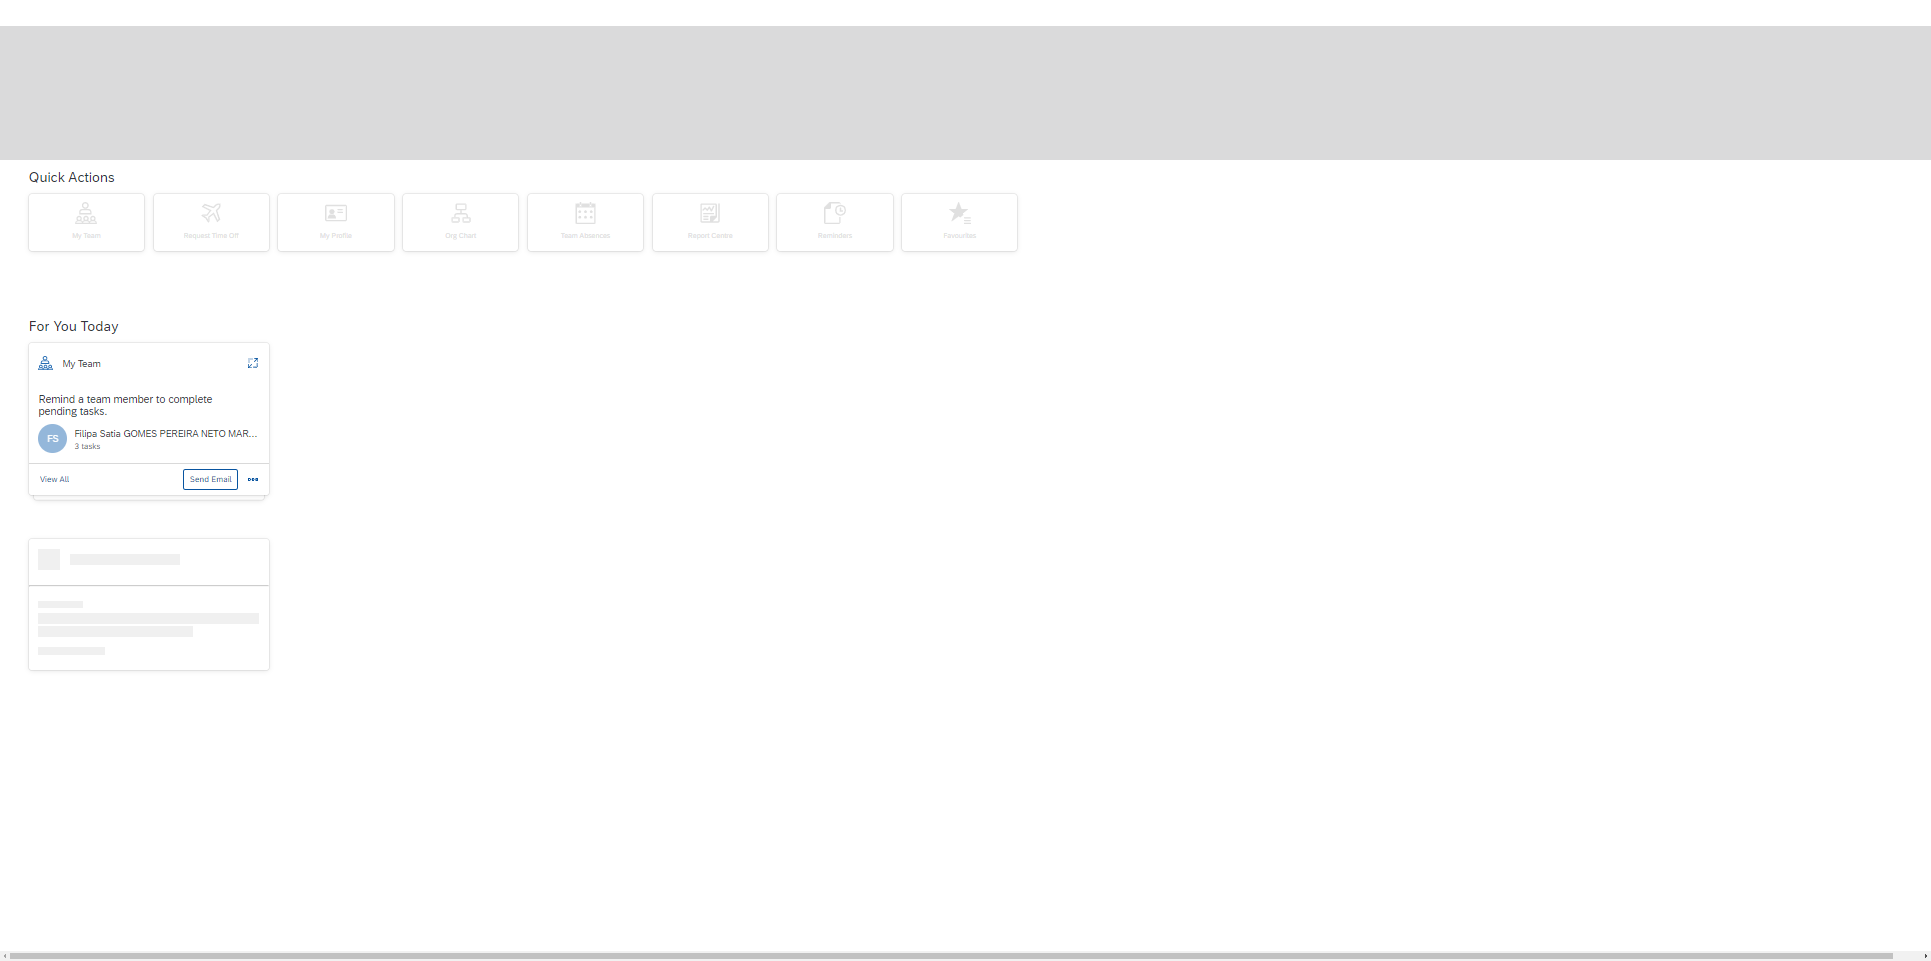 Quick Actions
My Team
Request Time Off
My Profile
Org Chart
Team Absences
Report Centre
Reminders
Favourites
For You Today
My Team
Remind a team member to complete
pending tasks.
FS
Filipa Satia GOMES PEREIRA NETO MAR...
3 tasks
View All
Send Email